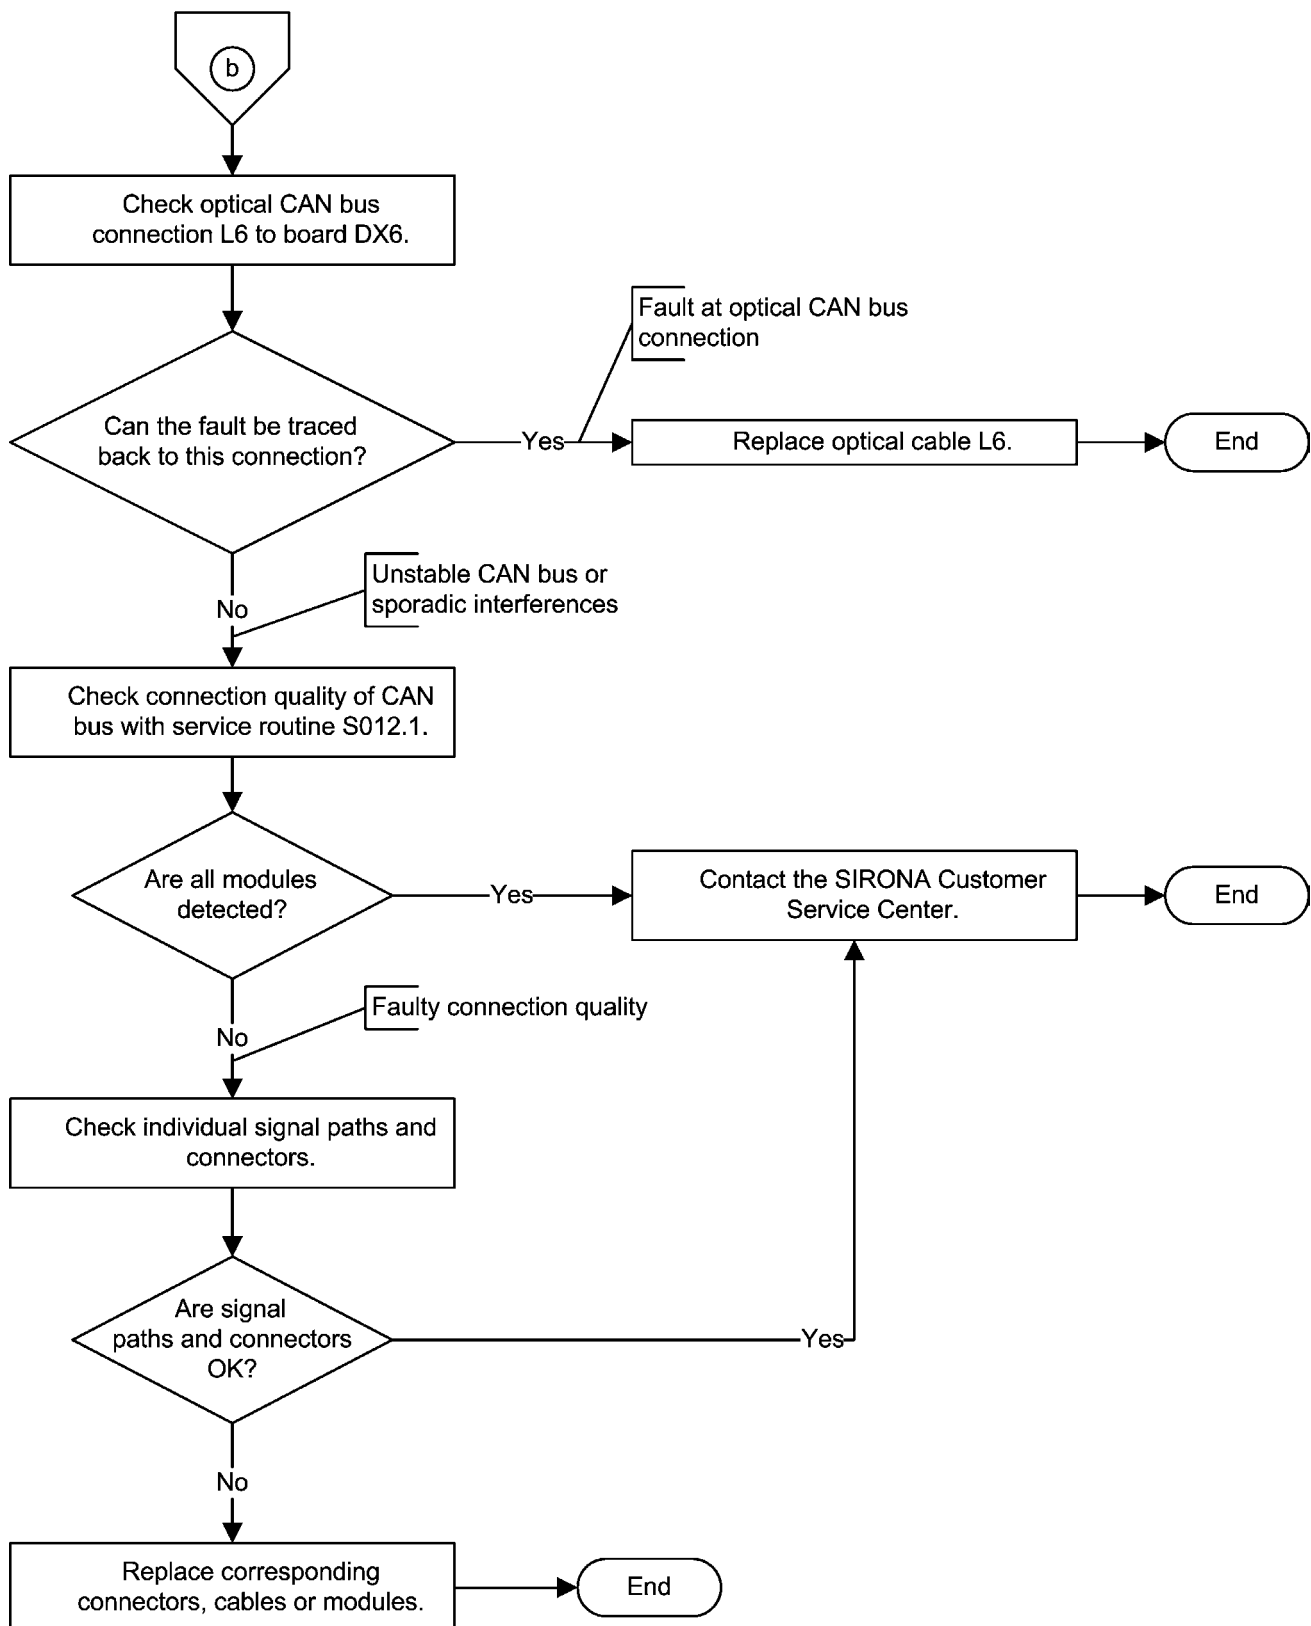 b
Check optical CAN bus
connection L6 to board DX6.
Fault at optical CAN bus
connection
Can the fault be traced
back to this connection?
Yes
Replace optical cable L6.
End
Unstable CAN bus or
sporadic interferences
No
Check connection quality of CAN
bus with service routine S012.1.
Are all modules
detected?
Yes
Contact the SIRONA Customer
Service Center.
End
Faulty connection quality
No
Check individual signal paths and
connectors.
Are signal
paths and connectors
OK?
Yes
No
Replace corresponding
connectors, cables or modules.
End